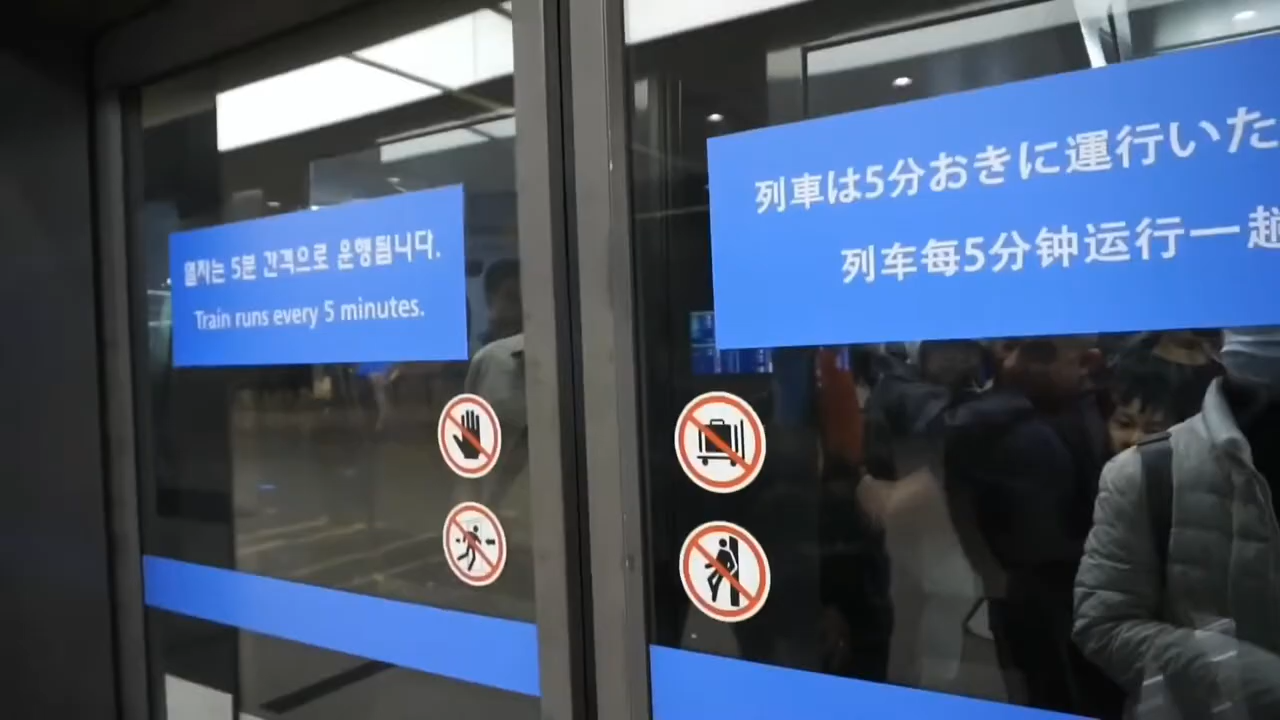 열차는 5분 간격으로 운행됩니다.
Train runs every 5 minutes.
列車は5分おきに運行いた
列车每5分钟运行一趟